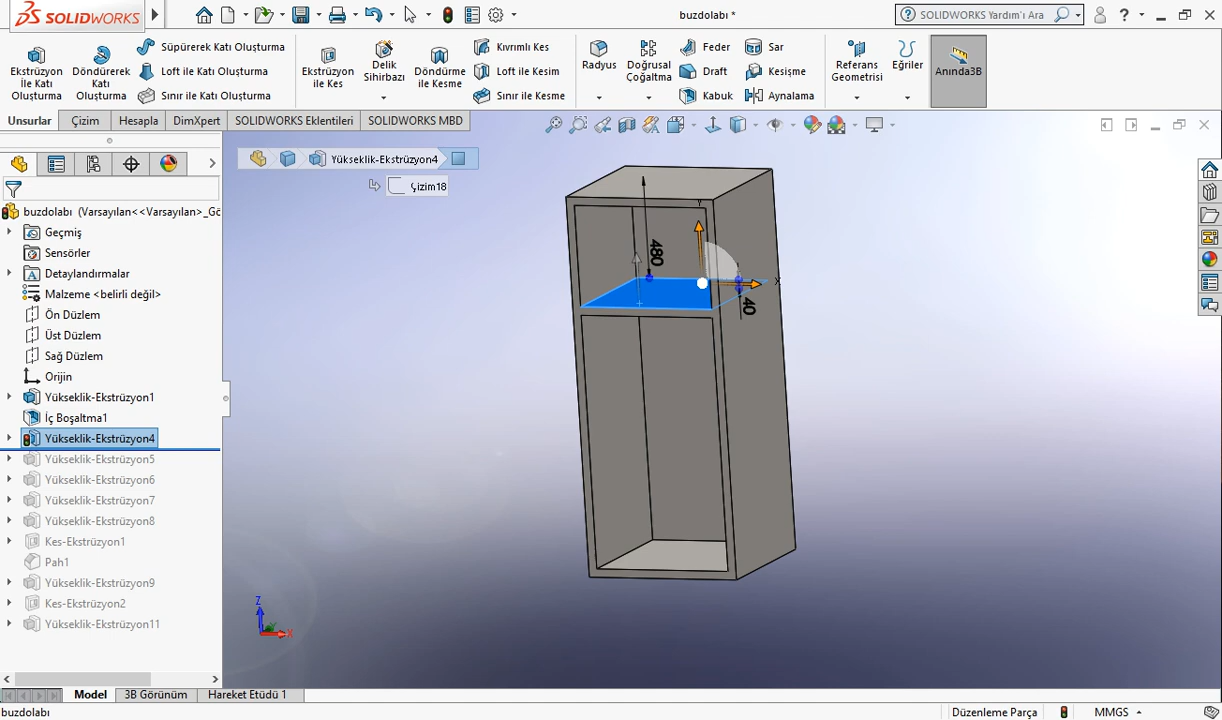 SOLIDWORKS
buzdolabı *
SOLIDWORKS Yardım'ı Ara
Ekstrüzyon
ile Katı
Oluşturma
Döndürerek
Katı
Oluşturma
Süpürerek Katı Oluşturma
Loft ile Katı Oluşturma
Sınır ile Katı Oluşturma
Ekstrüzyon
ile Kes
Delik
Sihirbazı
Döndürme
ile Kesme
Kıvrımlı Kes
Loft ile Kesim
Sınır ile Kesme
Radyus
Doğrusal
Çoğaltma
Feder
Draft
Kabuk
Sar
Kesişme
Aynalama
Referans
Geometrisi
Eğriler
Anında3B
Unsurlar
Çizim
Hesapla
DimXpert
SOLIDWORKS Eklentileri
SOLIDWORKS MBD
Yükseklik-Ekstrüzyon4
Çizim18
buzdolabı (Varsayılan<<Varsayılan>_Gö
Geçmiş
Sensörler
Detaylandırmalar
Malzeme <belirli değil>
Ön Düzlem
Üst Düzlem
Sağ Düzlem
Orijin
Yükseklik-Ekstrüzyon1
İç Boşaltma1
Yükseklik-Ekstrüzyon4
Yükseklik-Ekstrüzyon5
Yükseklik-Ekstrüzyon6
Yükseklik-Ekstrüzyon7
Yükseklik-Ekstrüzyon8
Kes-Ekstrüzyon1
Pah1
Yükseklik-Ekstrüzyon9
Kes-Ekstrüzyon2
Yükseklik-Ekstrüzyon11
480
40
Y
X
Z
Y
X
Model
3B Görünüm
Hareket Etüdü 1
buzdolabı
Düzenleme Parça
MMGS